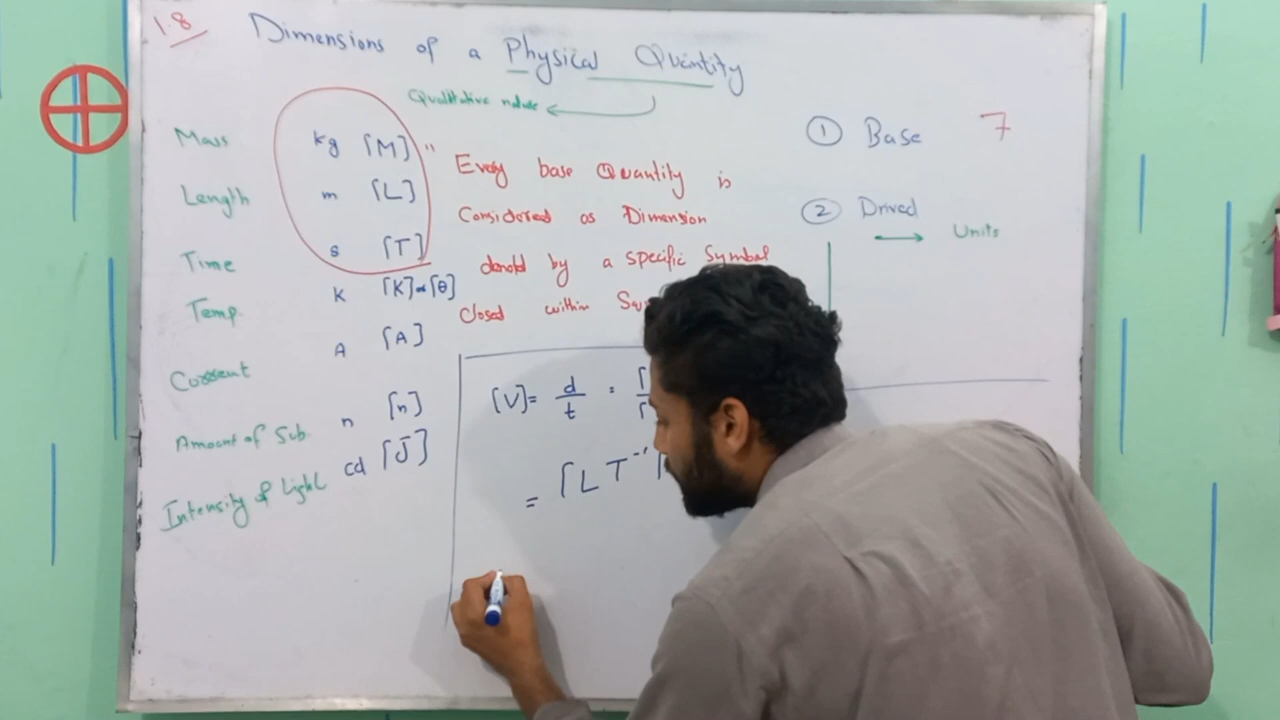 1.8 Dimensions of a Physical Quantity
Qualitative nature
Mass kg [M]
Length m [L]
Time s [T]
Temp. K [K] or [θ]
Current A [A]
Amount of Sub. n [n]
Intensity of Light cd [J]
"Every base Quantity is
Considered as Dimension
denoted by a specific Symbol
Closed within
[V] = d/t =
= [L T⁻¹]
① Base 7
② Drived → Units